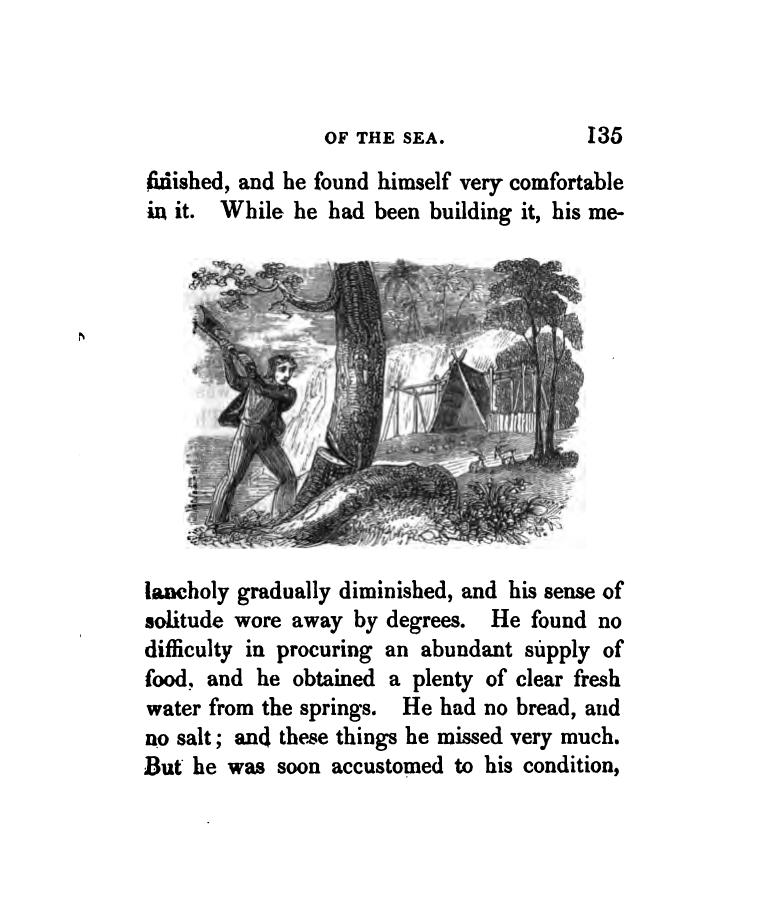 OF THE SEA. 135
finished, and he found himself very comfortable
in it. While he had been building it, his me-
lancholy gradually diminished, and his sense of
solitude wore away by degrees. He found no
difficulty in procuring an abundant supply of
food, and he obtained a plenty of clear fresh
water from the springs. He had no bread, and
no salt; and these things he missed very much.
But he was soon accustomed to his condition,